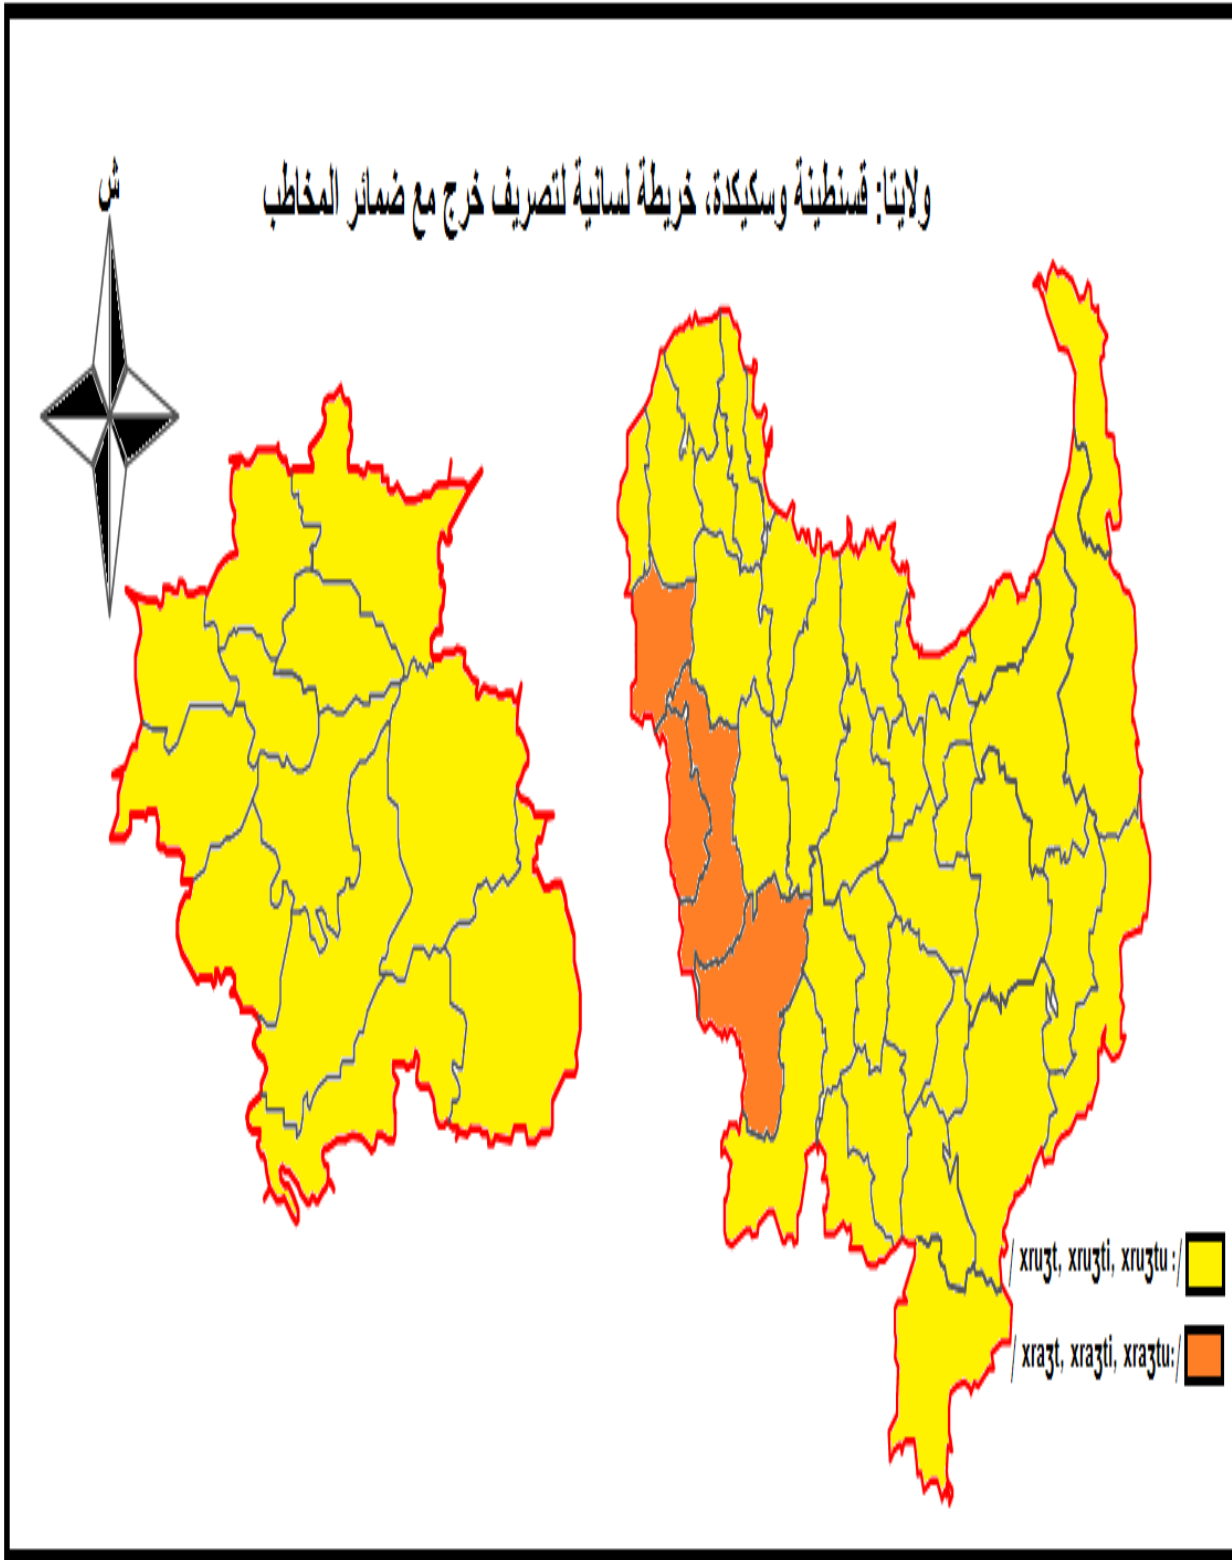 ولايتا: قسنطينة وسكيكدة، خريطة لسانية لتصريف خرج مع ضمائر المخاطب
ش
/ xruʒt, xruʒti, xruʒtu :/
/ xraʒt, xraʒti, xraʒtu:/